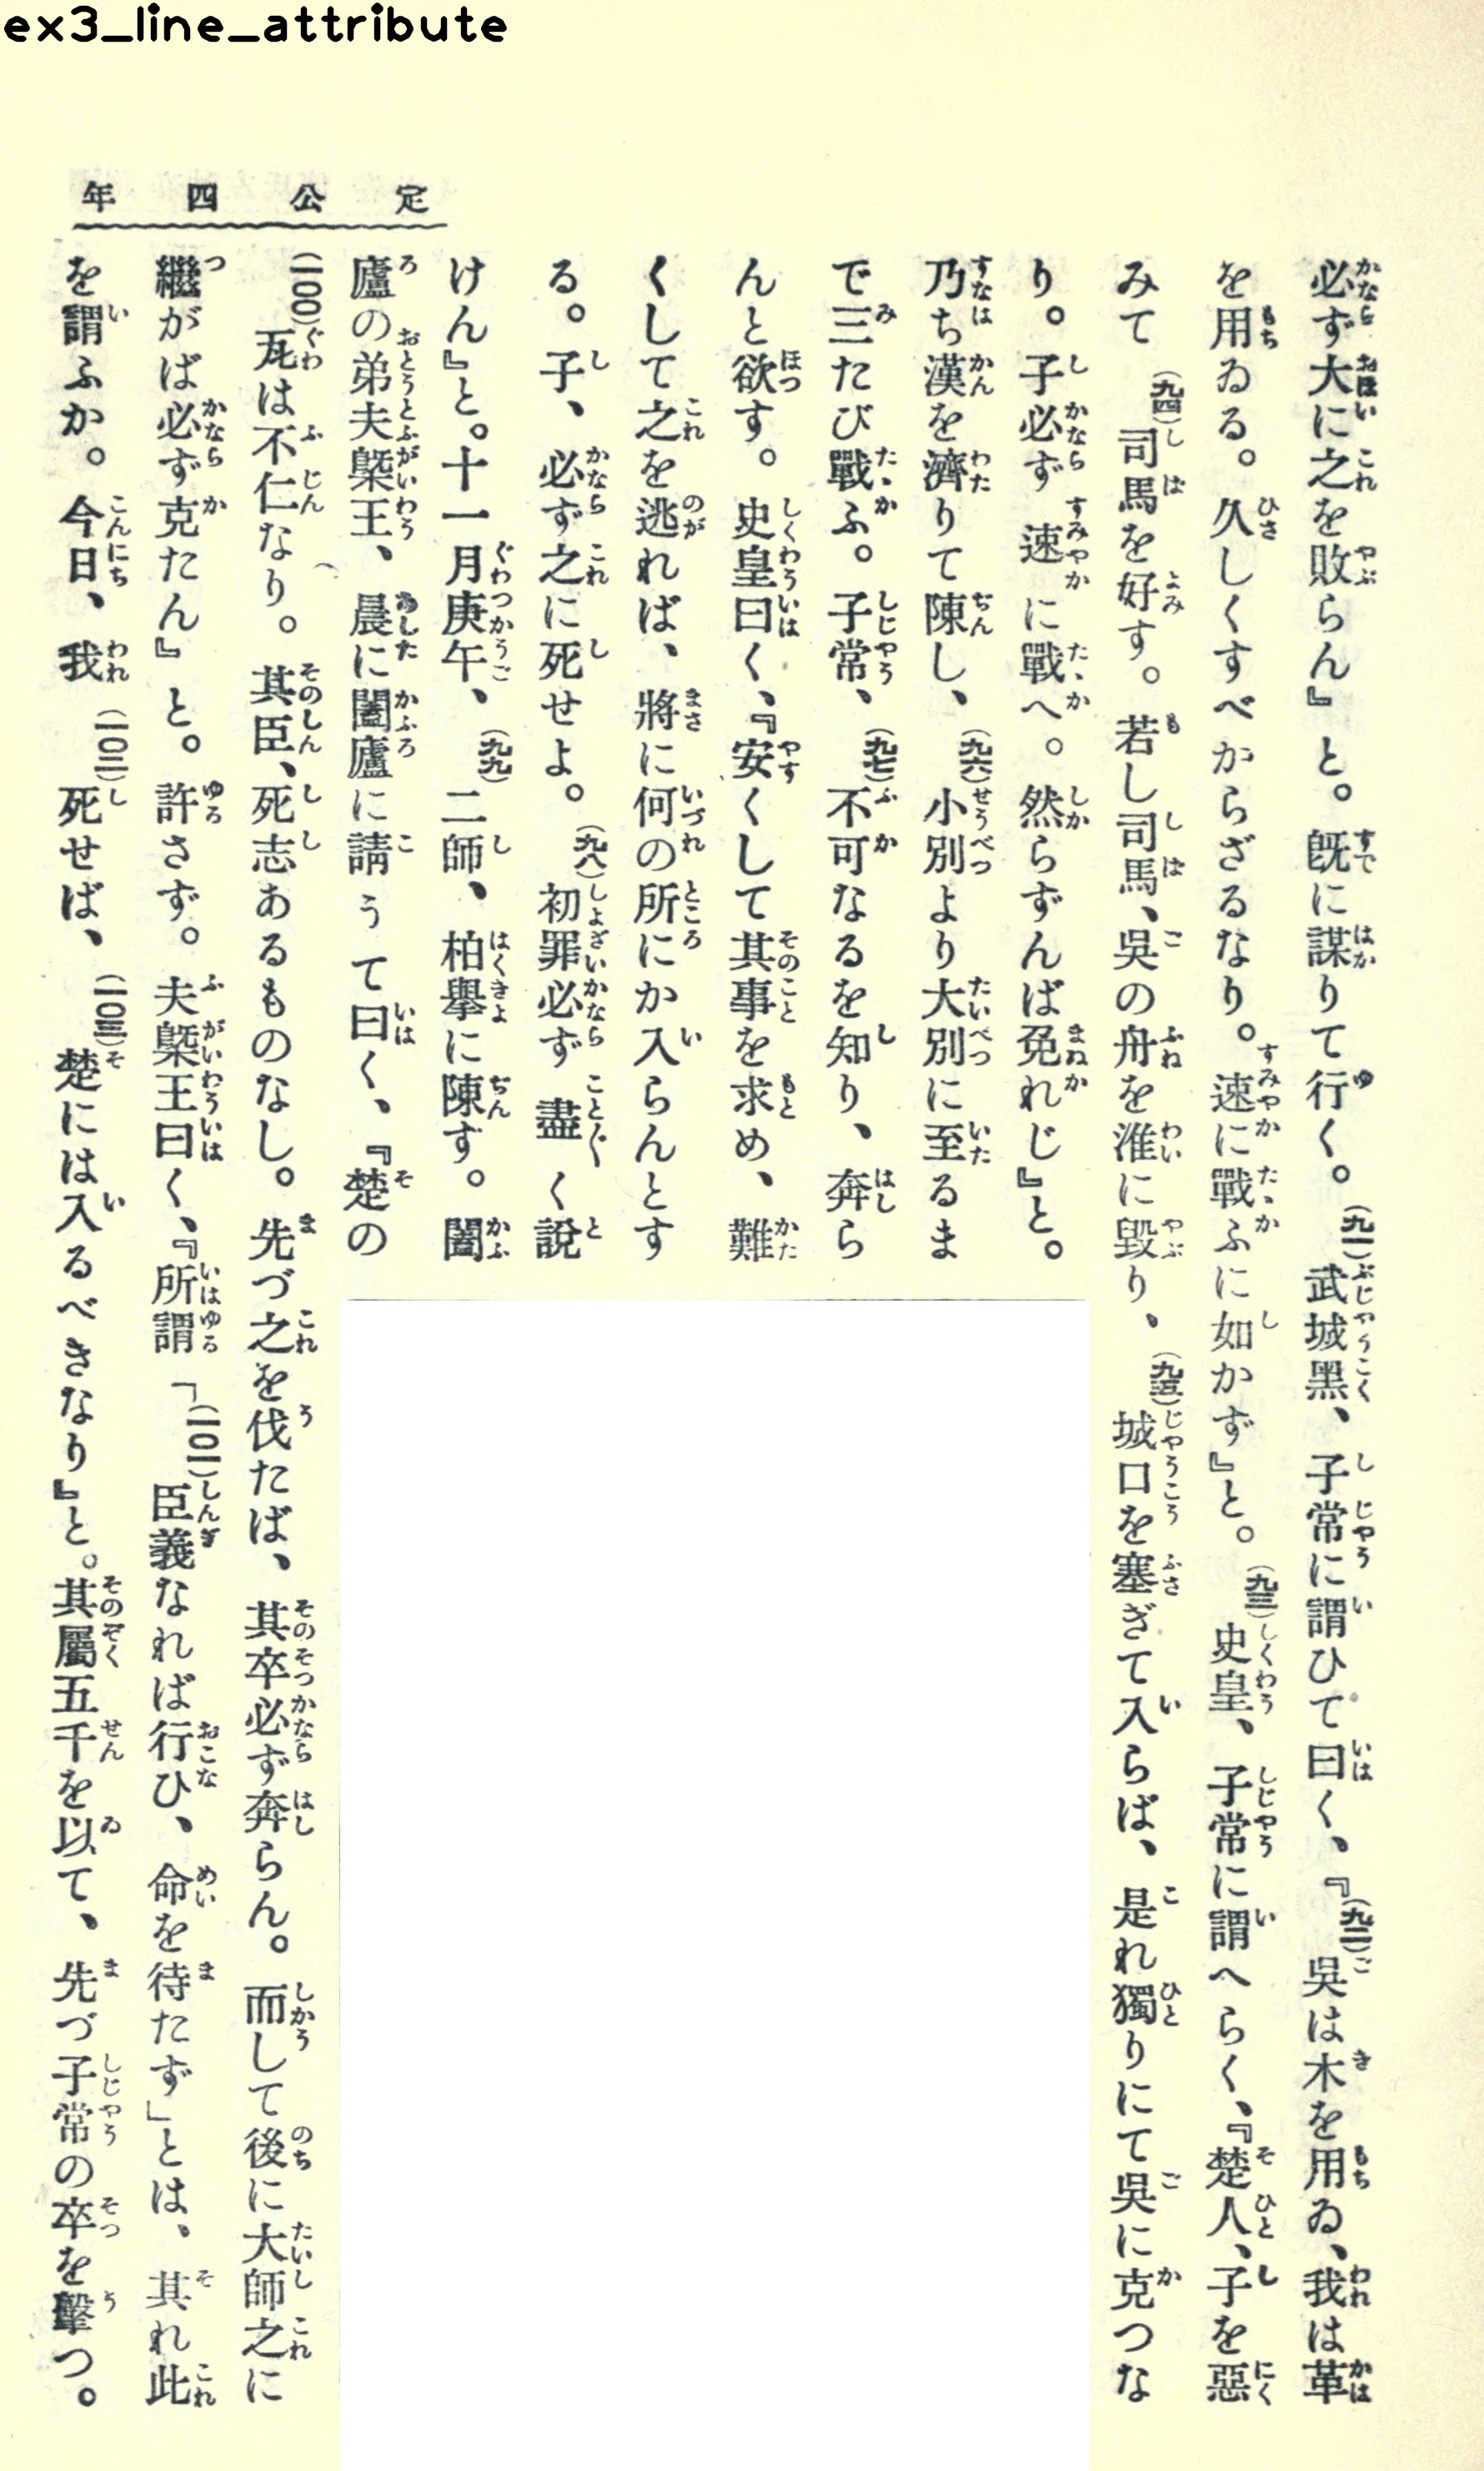 ex3_line_attribute
定公四年
必ず大に之を敗らん』と。既に謀りて行く。(九一)武城黑、子常に謂ひて曰く、『(九二)吳は木を用ゐ、我は革
を用ゐる。久しくすべからざるなり。速に戰ふに如かず』と。(九三)史皇、子常に謂へらく、『楚人、子を惡
みて(九四)司馬を好す。若し司馬、吳の舟を淮に毀り、(九五)城口を塞ぎて入らば、是れ獨りにて吳に克つな
り。子必ず速に戰へ。然らずんば免れじ』と。
乃ち漢を濟りて陳し、(九六)小別より大別に至るま
で三たび戰ふ。子常、(九七)不可なるを知り、奔ら
んと欲す。史皇曰く、『安くして其事を求め、難
くして之を逃れば、將に何の所にか入らんとす
る。子、必ず之に死せよ。(九八)初罪必ず盡く說
けん』と。十一月庚午、(九九)二師、柏擧に陳す。闔
廬の弟夫槩王、晨に闔廬に請うて曰く、『楚の
(一〇〇)瓦は不仁なり。其臣、死志あるものなし。先づ之を伐たば、其卒必ず奔らん。而して後に大師之に
繼がば必ず克たん』と。許さず。夫槩王曰く、『所謂「(一〇一)臣義なれば行ひ、命を待たず」とは、其れ此
を謂ふか。今日、我(一〇二)死せば、(一〇三)楚には入るべきなり』と。其屬五千を以て、先づ子常の卒を擊つ。